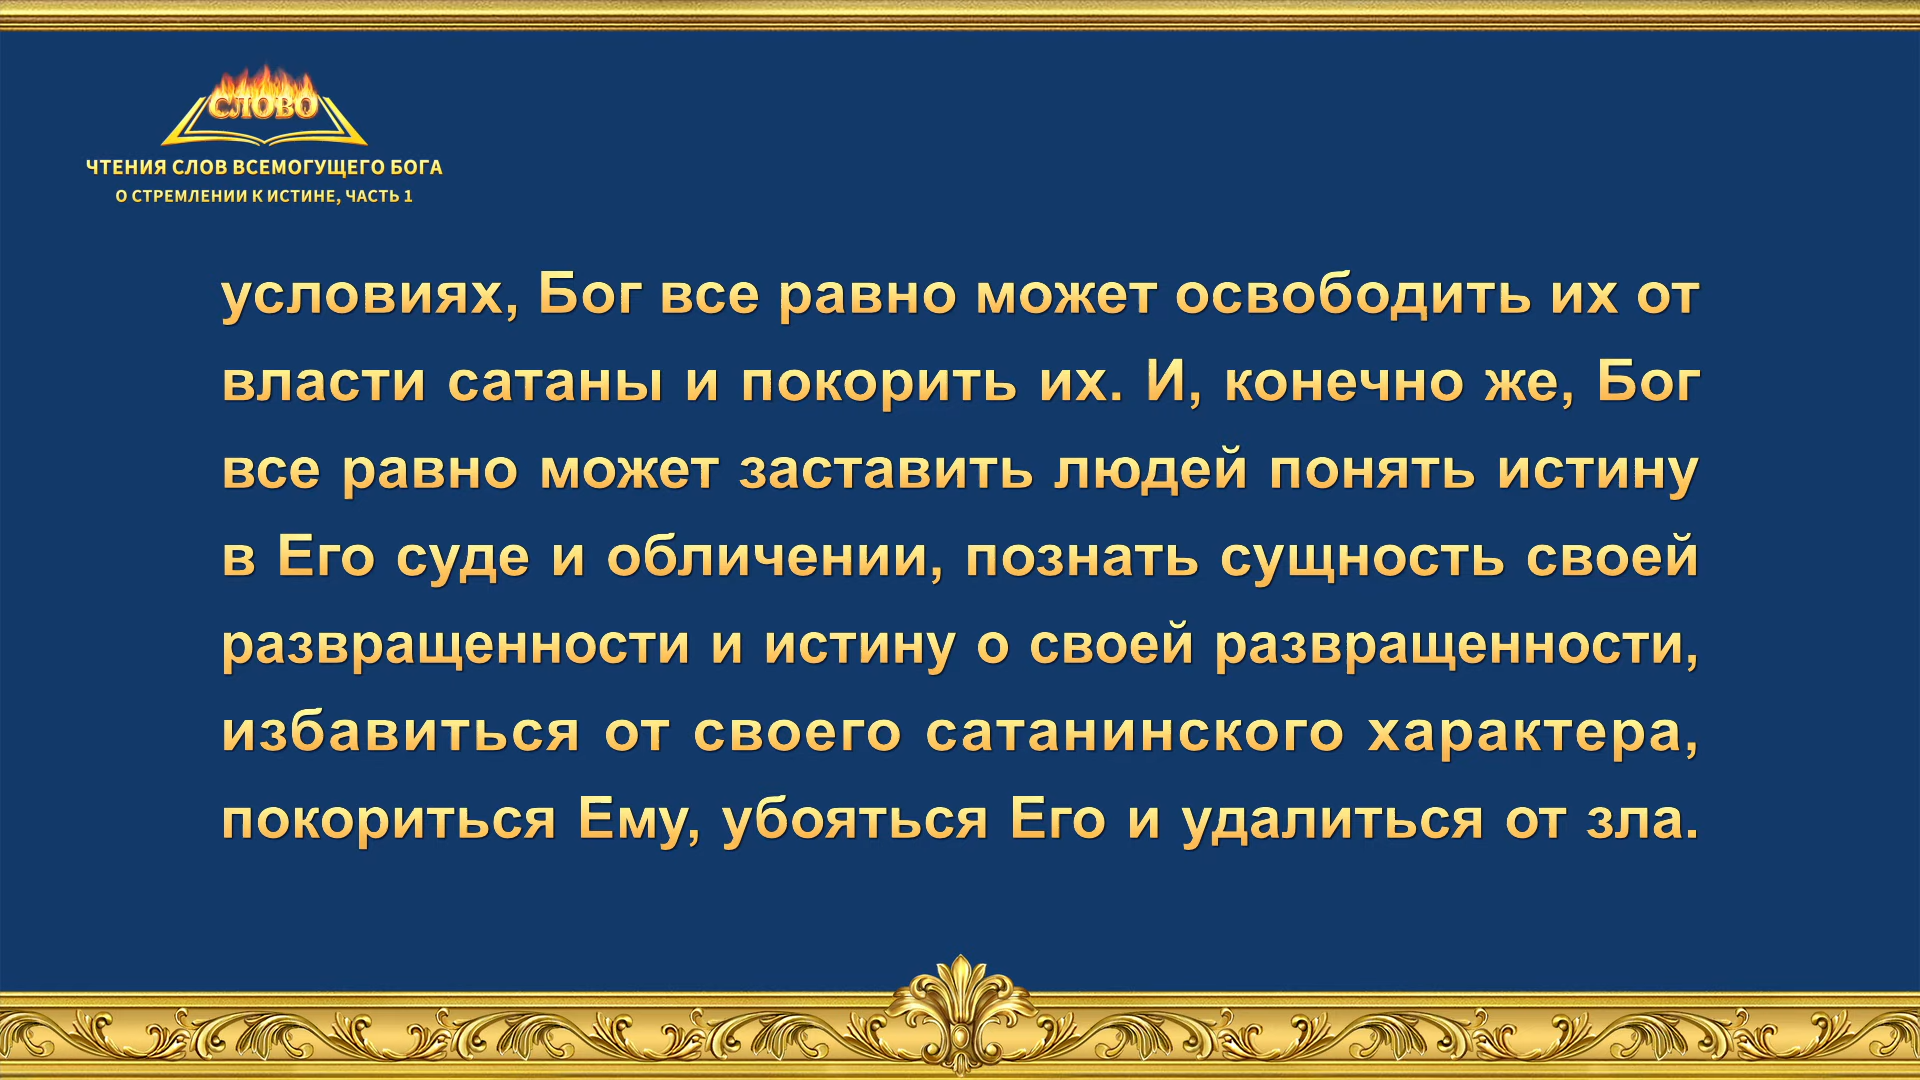 СЛОВО
ЧТЕНИЯ СЛОВ ВСЕМОГУЩЕГО БОГА
О СТРЕМЛЕНИИ К ИСТИНЕ, ЧАСТЬ 1
условиях, Бог все равно может освободить их от
власти сатаны и покорить их. И, конечно же, Бог
все равно может заставить людей понять истину
в Его суде и обличении, познать сущность своей
развращенности и истину о своей развращенности,
избавиться от своего сатанинского характера,
покориться Ему, убояться Его и удалиться от зла.